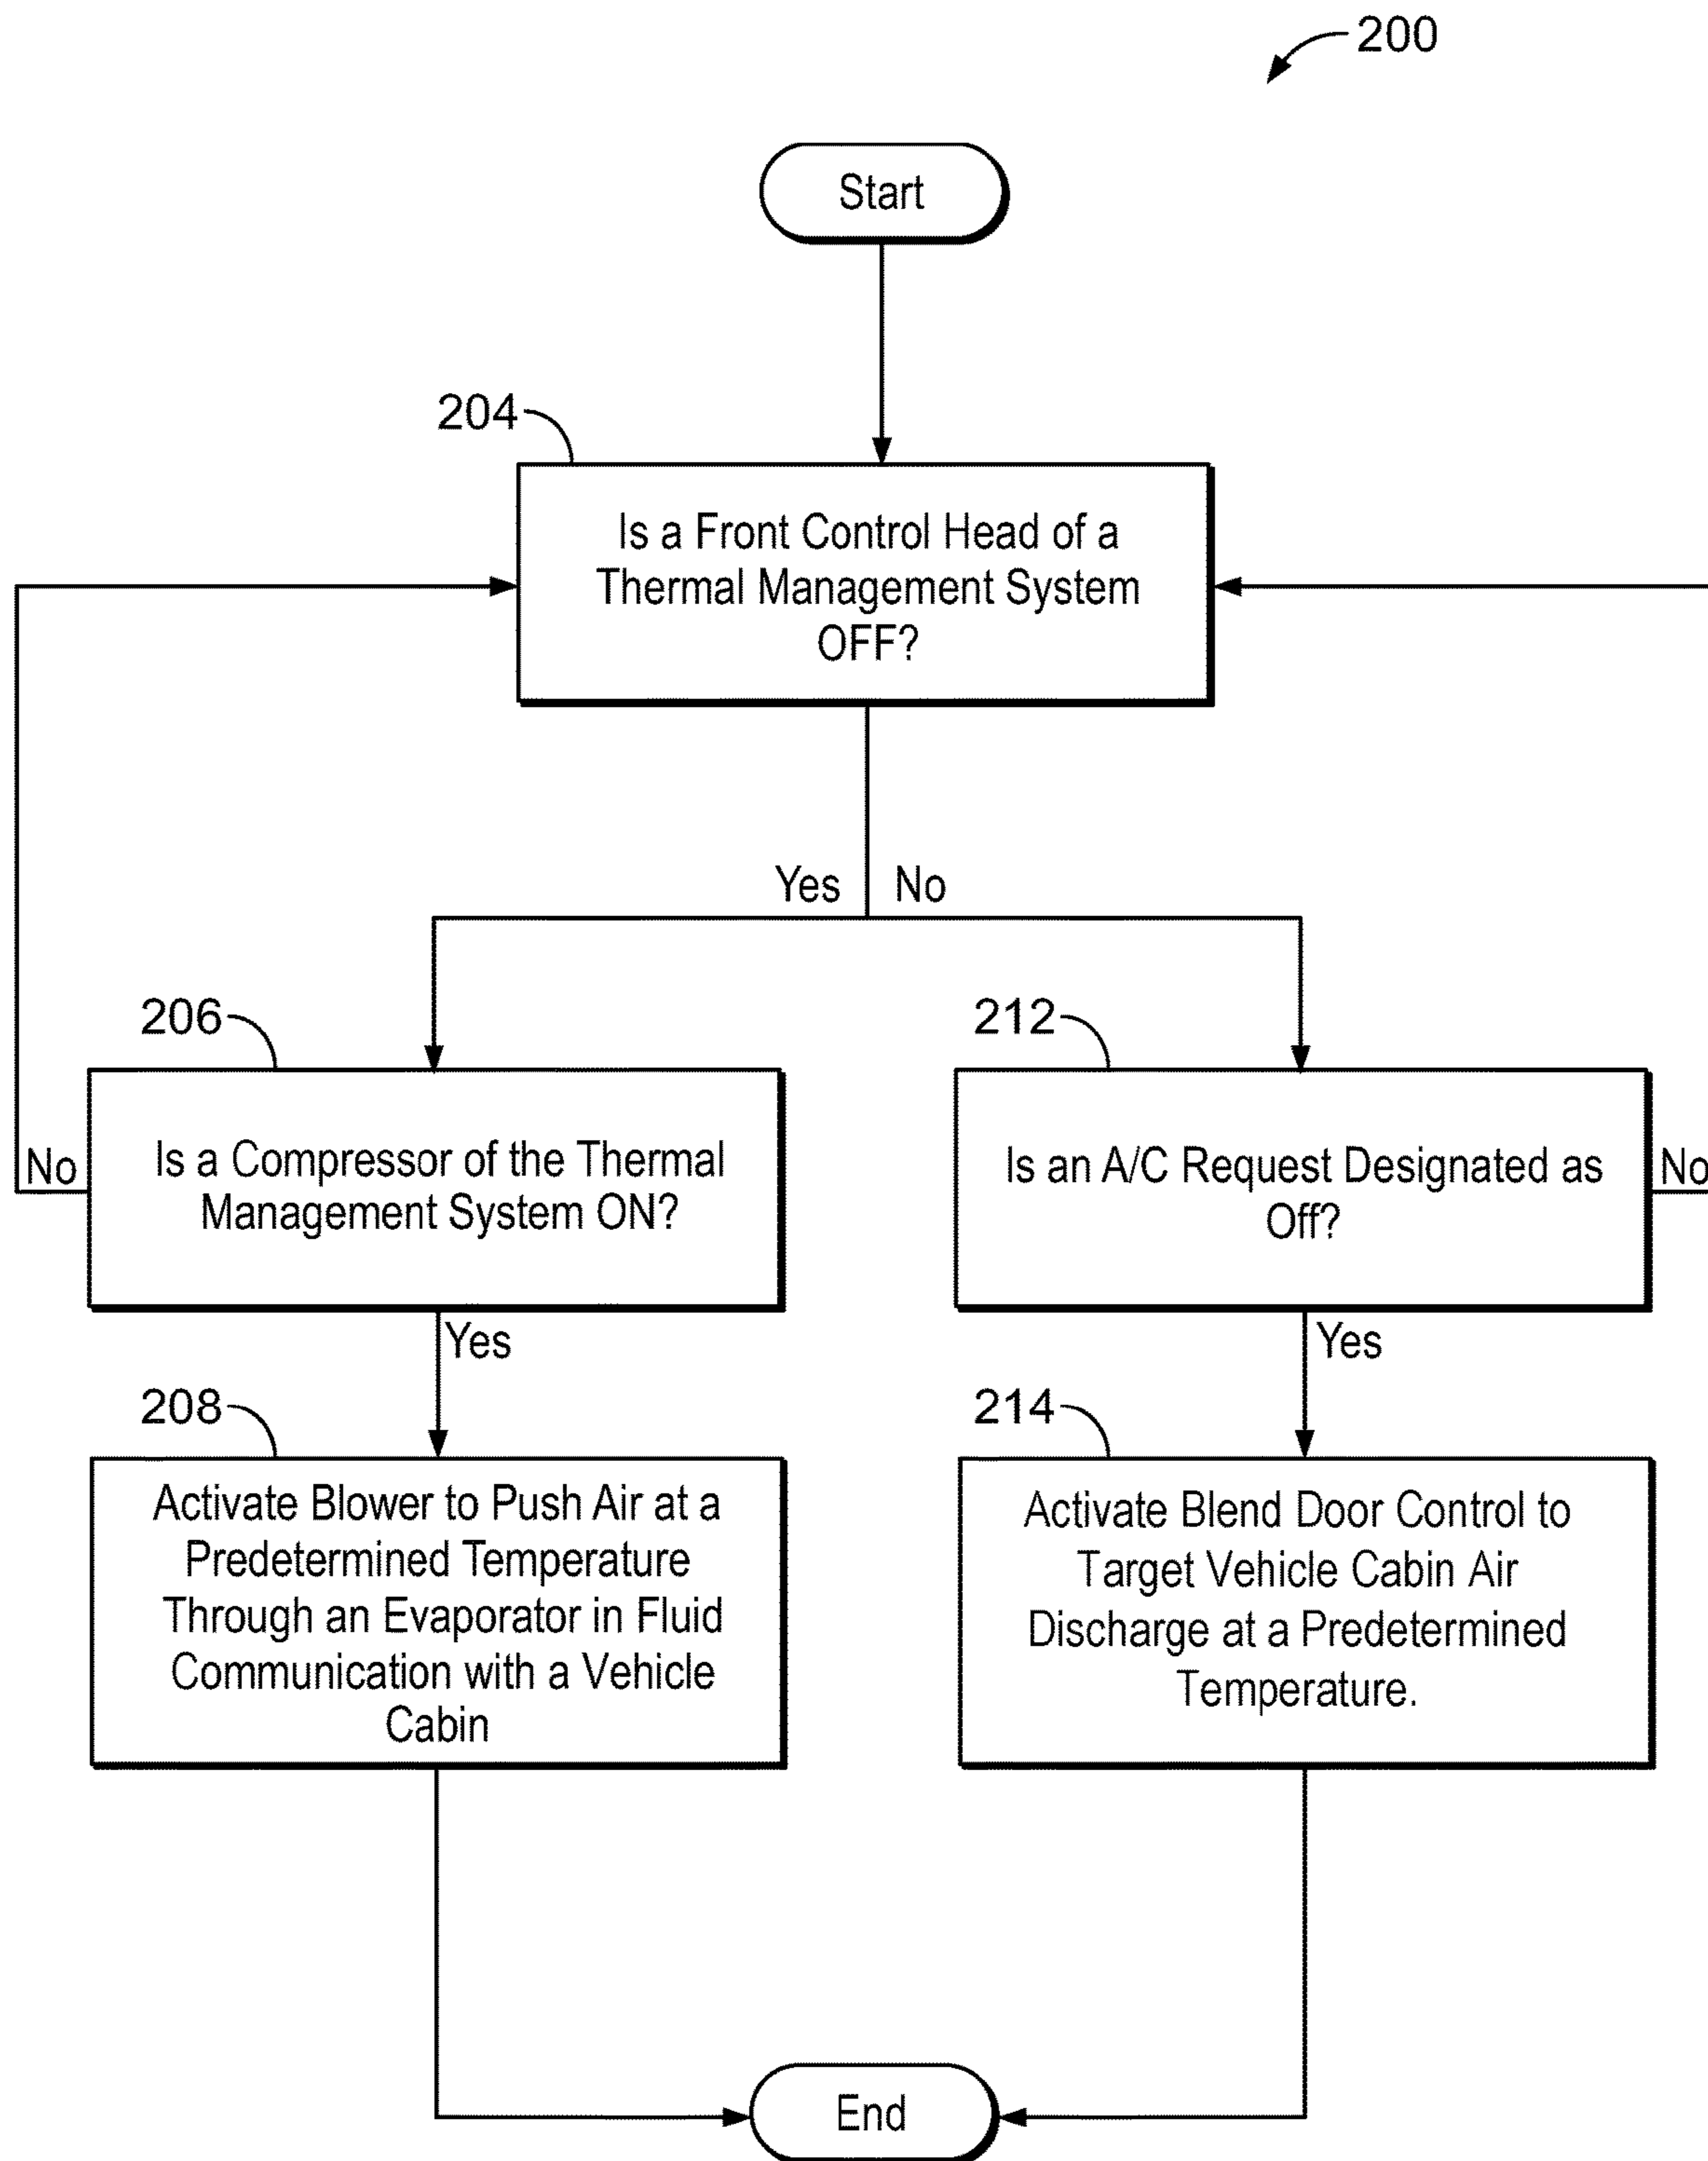 200
Start
204
Is a Front Control Head of a
Thermal Management System
OFF?
Yes No
206
212
No
Is a Compressor of the Thermal
Management System ON?
Is an A/C Request Designated as
Off?
No
Yes
Yes
208
214
Activate Blower to Push Air at a
Predetermined Temperature
Through an Evaporator in Fluid
Communication with a Vehicle
Cabin
Activate Blend Door Control to
Target Vehicle Cabin Air
Discharge at a Predetermined
Temperature.
End